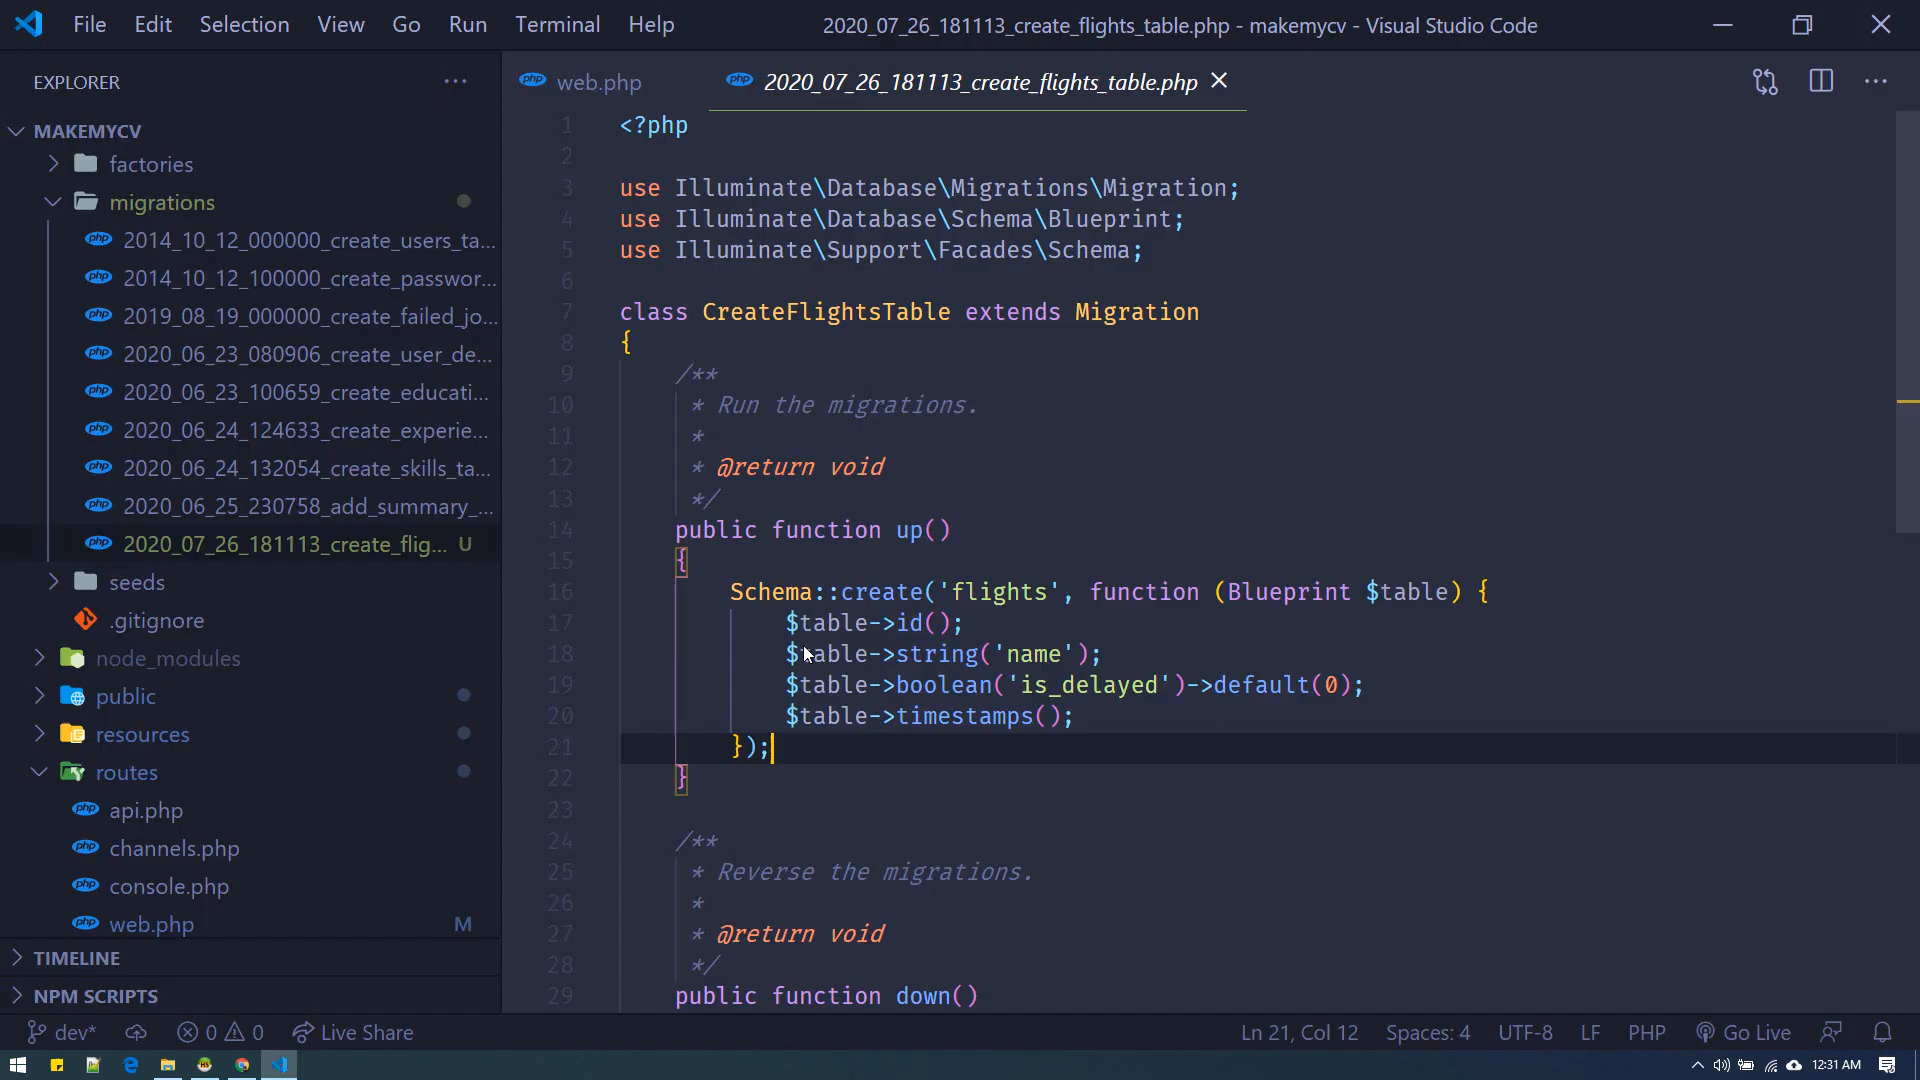 File Edit Selection View Go Run Terminal Help 2020_07_26_181113_create_flights_table.php - makemycv - Visual Studio Code
EXPLORER ···
MAKEMYCV
factories
migrations
2014_10_12_000000_create_users_ta...
2014_10_12_100000_create_passwor...
2019_08_19_000000_create_failed_jo...
2020_06_23_080906_create_user_de...
2020_06_23_100659_create_educati...
2020_06_24_124633_create_experie...
2020_06_24_132054_create_skills_ta...
2020_06_25_230758_add_summary_...
2020_07_26_181113_create_flig... U
seeds
.gitignore
node_modules
public
resources
routes
api.php
channels.php
console.php
web.php M
TIMELINE
NPM SCRIPTS
web.php 2020_07_26_181113_create_flights_table.php
1 <?php
2
3 use Illuminate\Database\Migrations\Migration;
4 use Illuminate\Database\Schema\Blueprint;
5 use Illuminate\Support\Facades\Schema;
6
7 class CreateFlightsTable extends Migration
8 {
9 /**
10 * Run the migrations.
11 *
12 * @return void
13 */
14 public function up()
15 {
16 Schema::create('flights', function (Blueprint $table) {
17 $table->id();
18 $table->string('name');
19 $table->boolean('is_delayed')->default(0);
20 $table->timestamps();
21 });
22 }
23
24 /**
25 * Reverse the migrations.
26 *
27 * @return void
28 */
29 public function down()
dev* 0 0 Live Share Ln 21, Col 12 Spaces: 4 UTF-8 LF PHP Go Live
12:31 AM